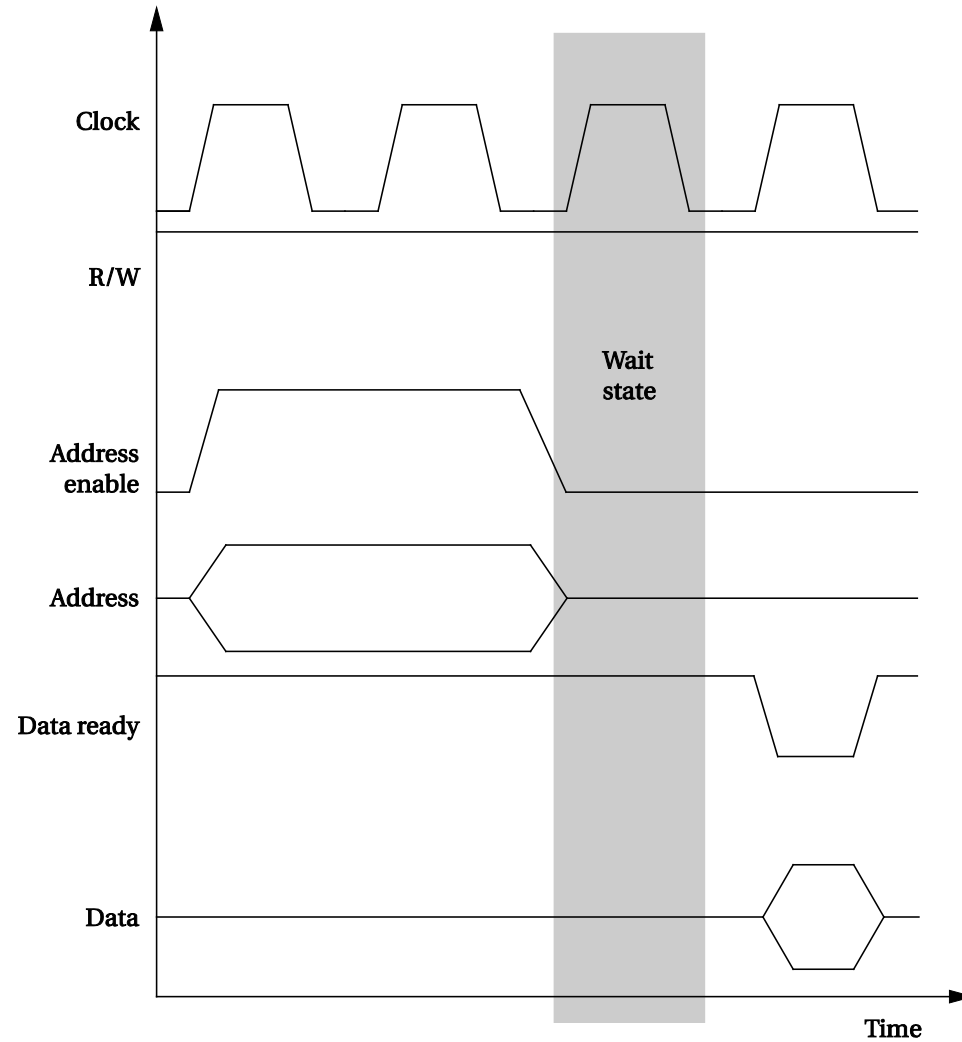 Clock
R/W
Wait
state
Address
enable
Address
Data ready
Data
Time